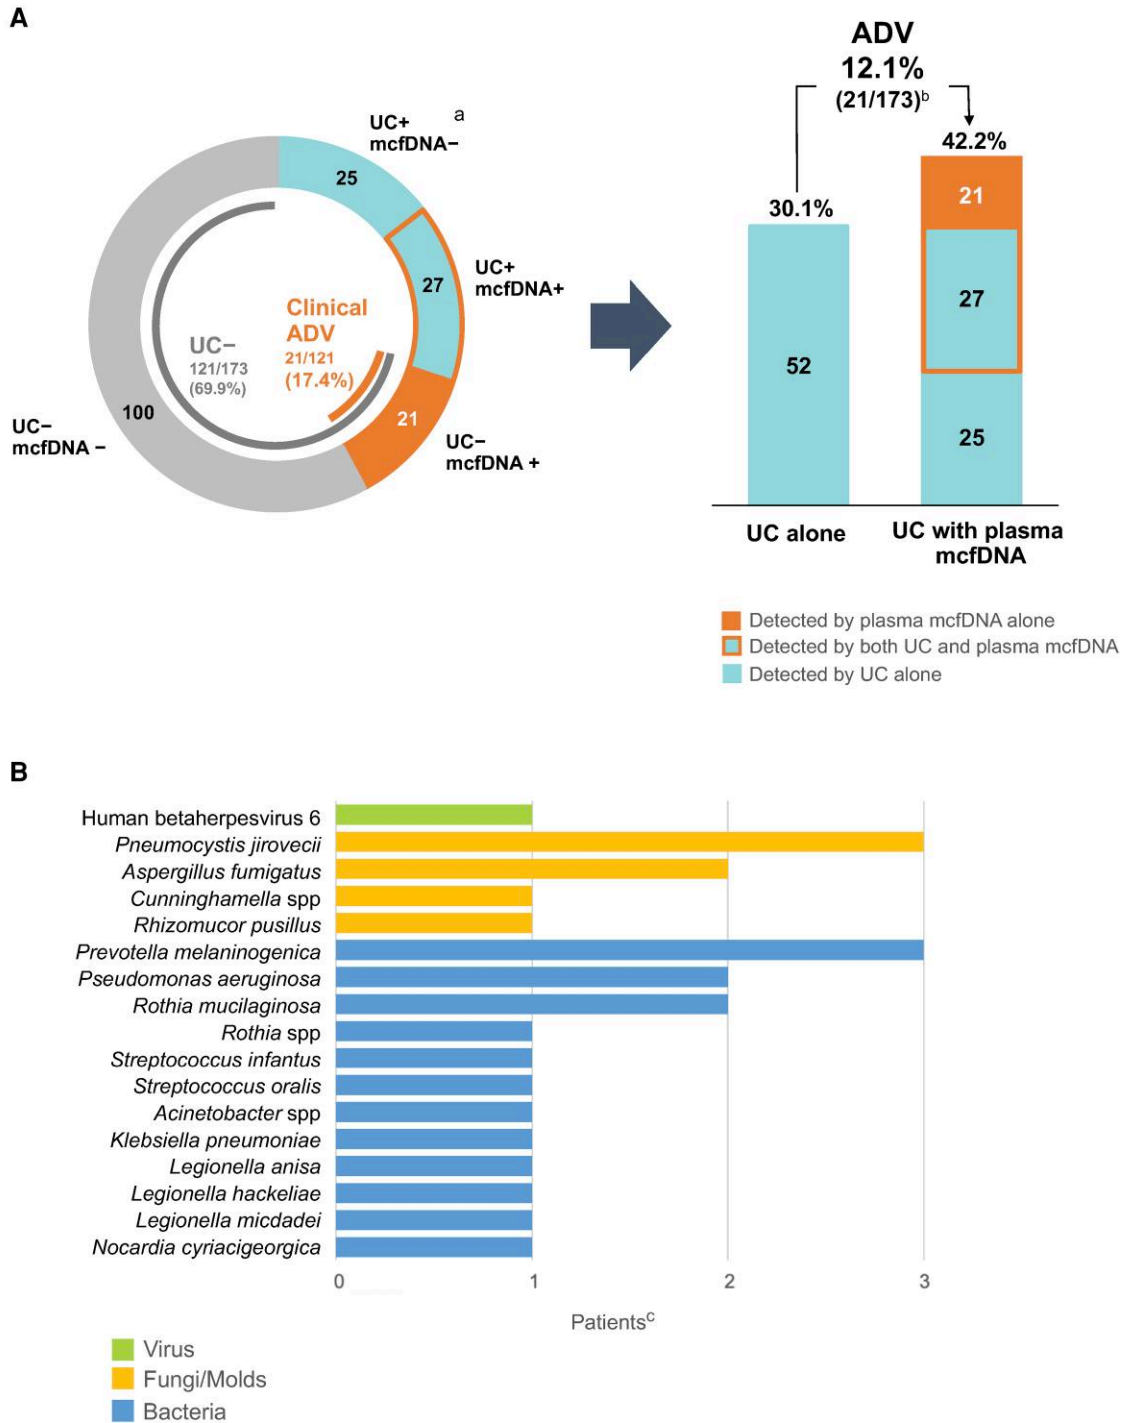 A
UC+
mcfDNA−
a
25
UC+
mcfDNA+
27
Clinical
ADV
21/121
(17.4%)
UC−
121/173
(69.9%)
100
UC−
mcfDNA −
21
UC−
mcfDNA +
ADV
12.1%
(21/173)b
30.1%
42.2%
52
21
27
25
UC alone
UC with plasma
mcfDNA
Detected by plasma mcfDNA alone
Detected by both UC and plasma mcfDNA
Detected by UC alone
B
Human betaherpesvirus 6
Pneumocystis jirovecii
Aspergillus fumigatus
Cunninghamella spp
Rhizomucor pusillus
Prevotella melaninogenica
Pseudomonas aeruginosa
Rothia mucilaginosa
Rothia spp
Streptococcus infantus
Streptococcus oralis
Acinetobacter spp
Klebsiella pneumoniae
Legionella anisa
Legionella hackeliae
Legionella micdadei
Nocardia cyriacigeorgica
0 1 2 3
Patientsc
Virus
Fungi/Molds
Bacteria